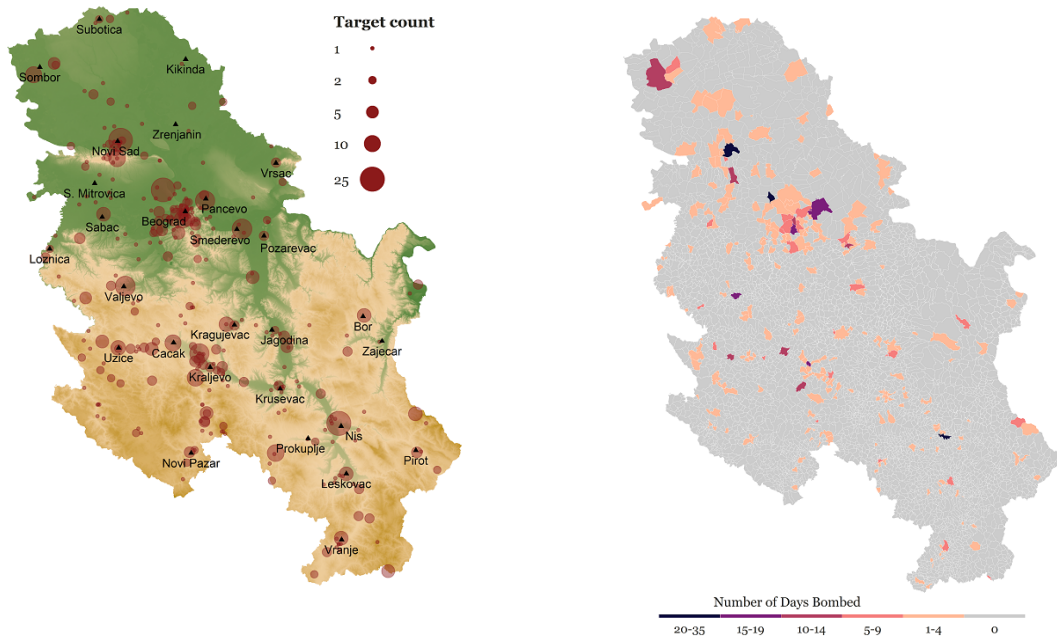 Target count
1
2
5
10
25
Subotica
Sombor
Kikinda
Zrenjanin
Novi Sad
Vrsac
S. Mitrovica
Pancevo
Beograd
Sabac
Smederevo
Pozarevac
Loznica
Valjevo
Bor
Kragujevac
Jagodina
Zajecar
Uzice
Cacak
Kraljevo
Krusevac
Nis
Prokuplje
Novi Pazar
Pirot
Leskovac
Vranje
Number of Days Bombed
20-35 15-19 10-14 5-9 1-4 0